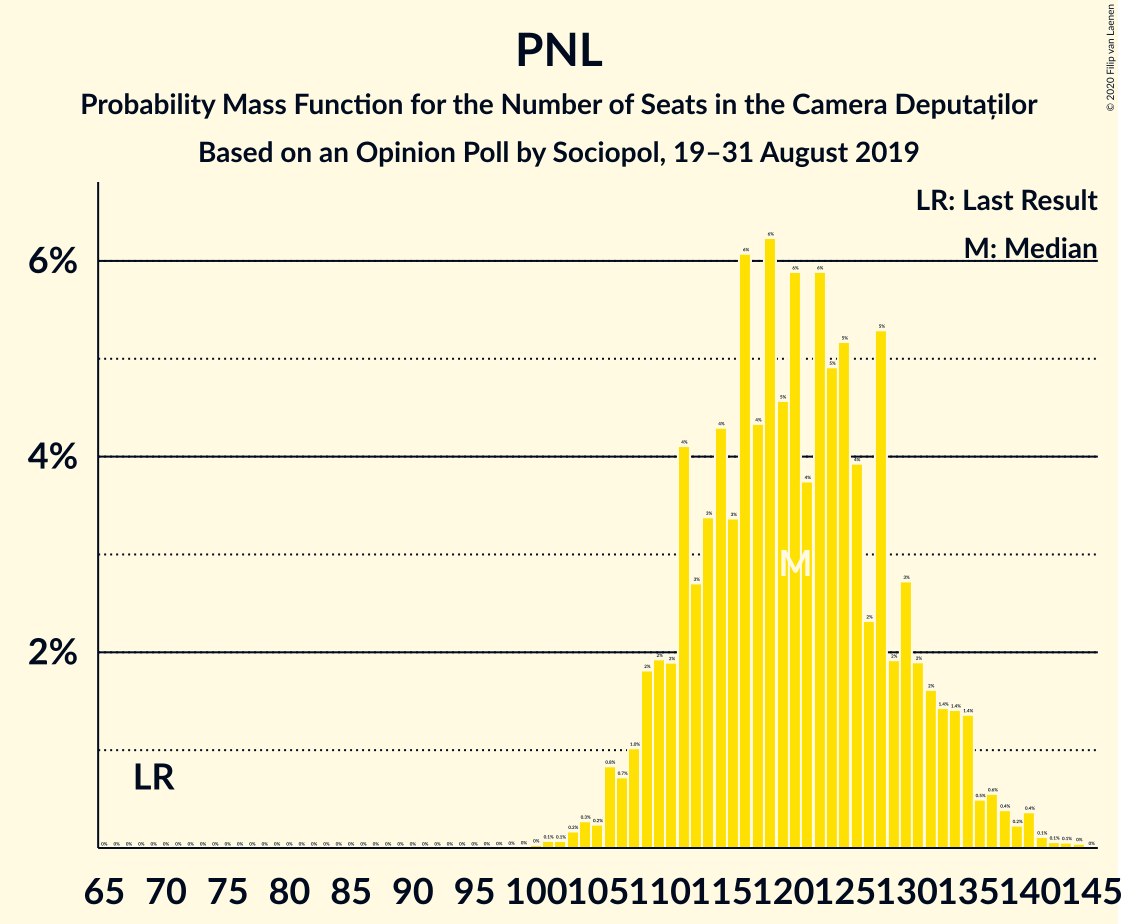 PNL
Probability Mass Function for the Number of Seats in the Camera Deputaților
Based on an Opinion Poll by Sociopol, 19–31 August 2019
© 2020 Filip van Laenen
LR: Last Result
M: Median
6%
4%
2%
LR
M
65 70 75 80 85 90 95 100 105 110 115 120 125 130 135 140 145